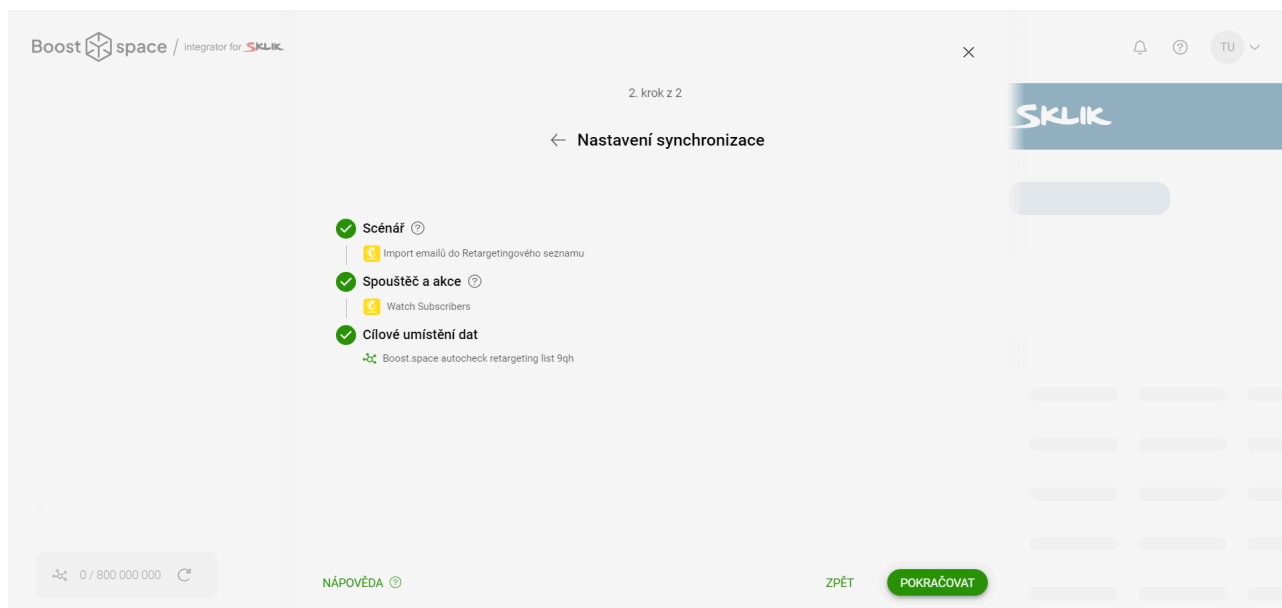 Boost space / integrator for SKLIK
TU
2. krok z 2
SKLIK
← Nastavení synchronizace
Scénář ?
Import emailů do Retargetingového seznamu
Spouštěč a akce ?
Watch Subscribers
Cílové umístění dat
Boost.space autocheck retargeting list 9qh
0 / 800 000 000
NÁPOVĚDA ?
ZPĚT
POKRAČOVAT